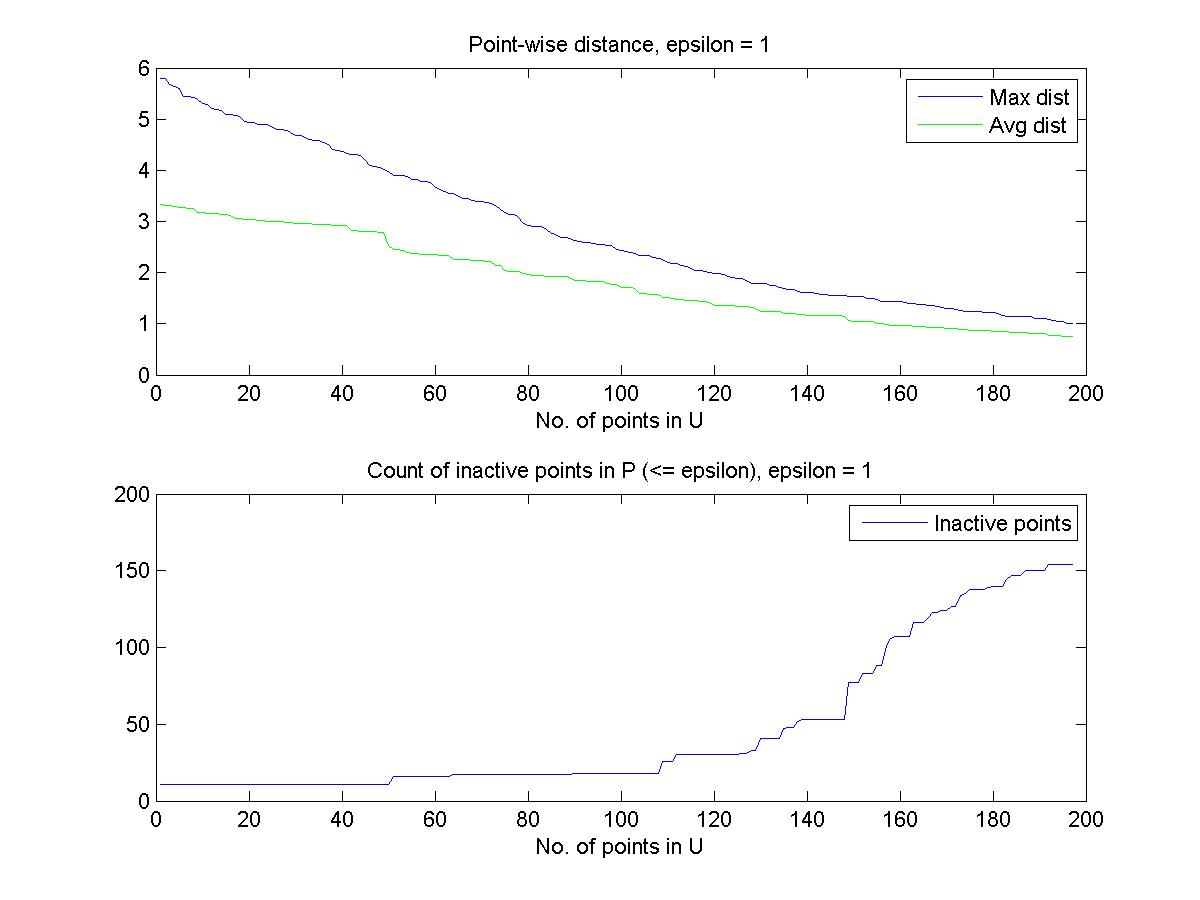 Point-wise distance, epsilon = 1
6
5
4
3
2
1
0
Max dist
Avg dist
0 20 40 60 80 100 120 140 160 180 200
No. of points in U
Count of inactive points in P (<= epsilon), epsilon = 1
200
150
100
50
0
Inactive points
0 20 40 60 80 100 120 140 160 180 200
No. of points in U